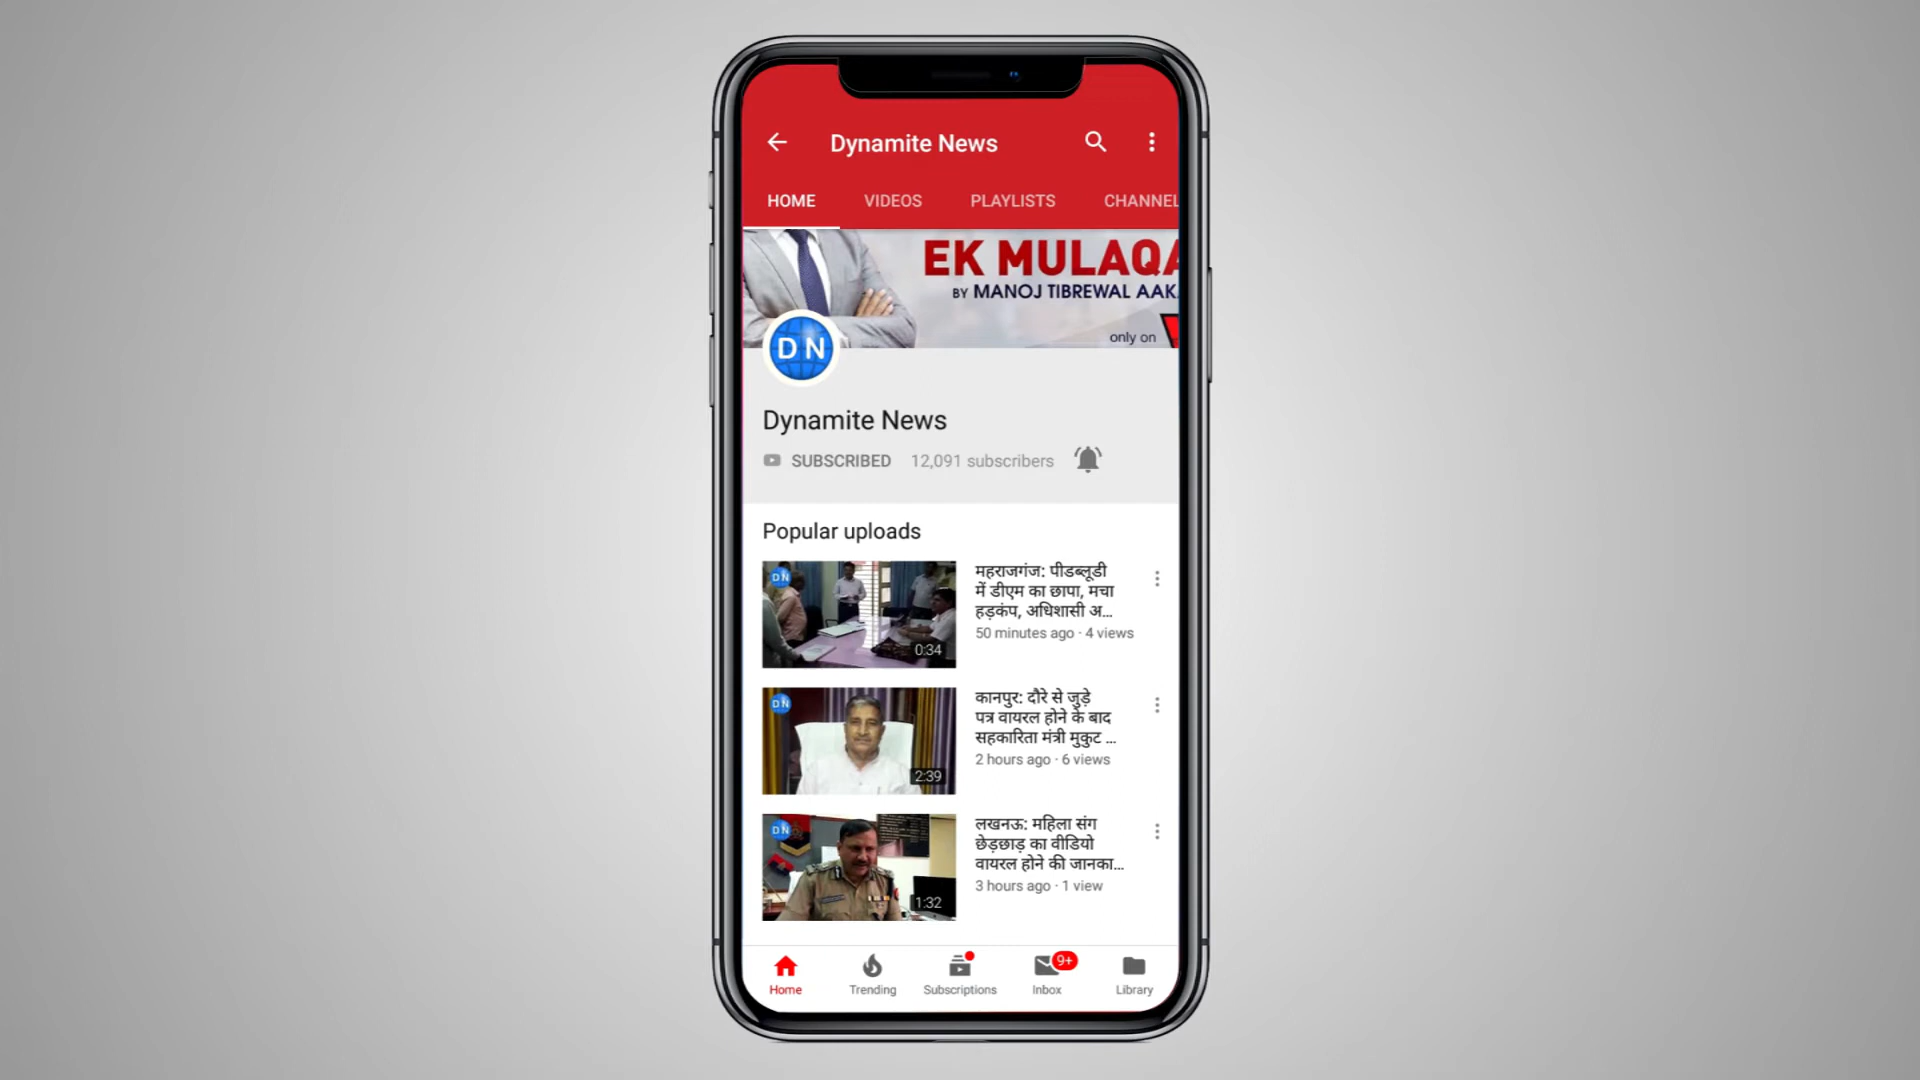 Dynamite News
HOME VIDEOS PLAYLISTS CHANNEL
EK MULAQA
BY MANOJ TIBREWAL AAK
only on
DN
Dynamite News
SUBSCRIBED 12,091 subscribers
Popular uploads
DN
0:34
महराजगंज: पीडब्लूडी
में डीएम का छापा, मचा
हड़कंप, अधिशासी अ...
50 minutes ago · 4 views
DN
2:39
कानपुर: दौरे से जुड़े
पत्र वायरल होने के बाद
सहकारिता मंत्री मुकुट ...
2 hours ago · 6 views
DN
1:32
लखनऊ: महिला संग
छेड़छाड़ का वीडियो
वायरल होने की जानका...
3 hours ago · 1 view
9+
Home Trending Subscriptions Inbox Library